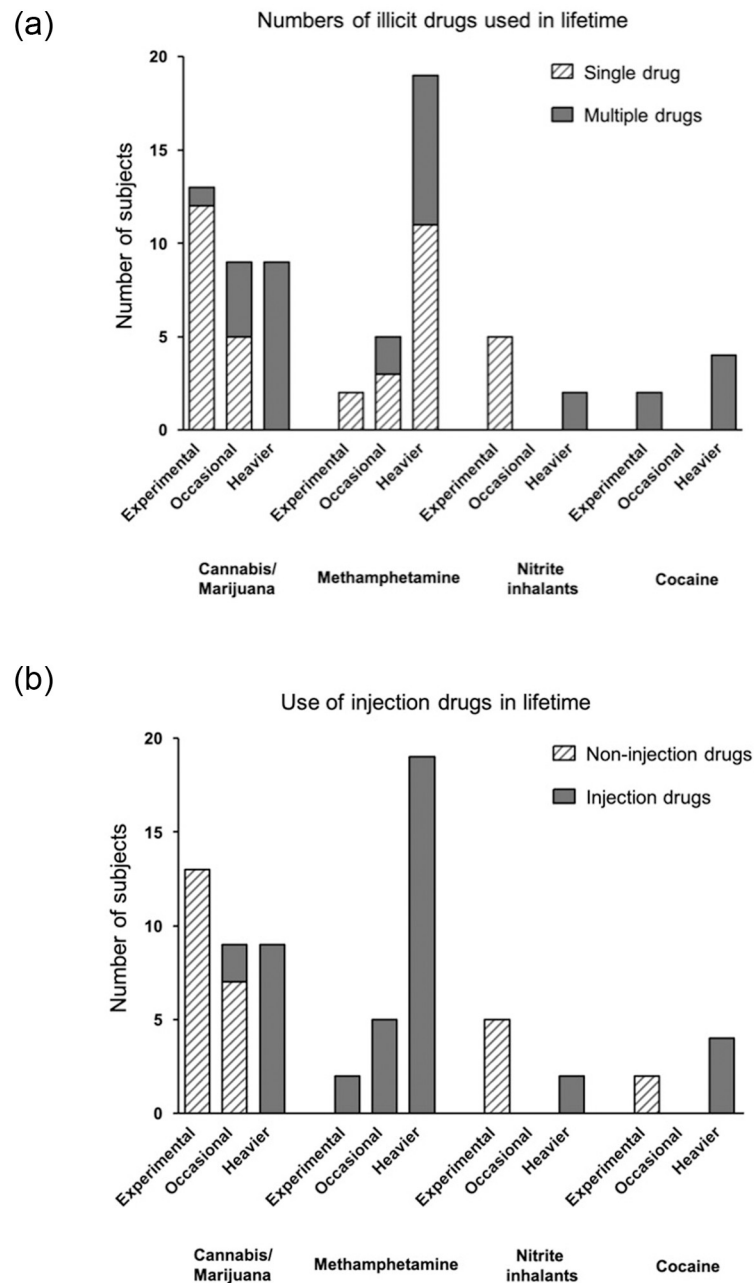 (a)
Numbers of illicit drugs used in lifetime
Single drug
Multiple drugs
Number of subjects
20
15
10
5
0
Experimental
Occasional
Heavier
Experimental
Occasional
Heavier
Experimental
Occasional
Heavier
Experimental
Occasional
Heavier
Cannabis/
Marijuana
Methamphetamine
Nitrite
inhalants
Cocaine
(b)
Use of injection drugs in lifetime
Non-injection drugs
Injection drugs
Number of subjects
20
15
10
5
0
Experimental
Occasional
Heavier
Experimental
Occasional
Heavier
Experimental
Occasional
Heavier
Experimental
Occasional
Heavier
Cannabis/
Marijuana
Methamphetamine
Nitrite
inhalants
Cocaine